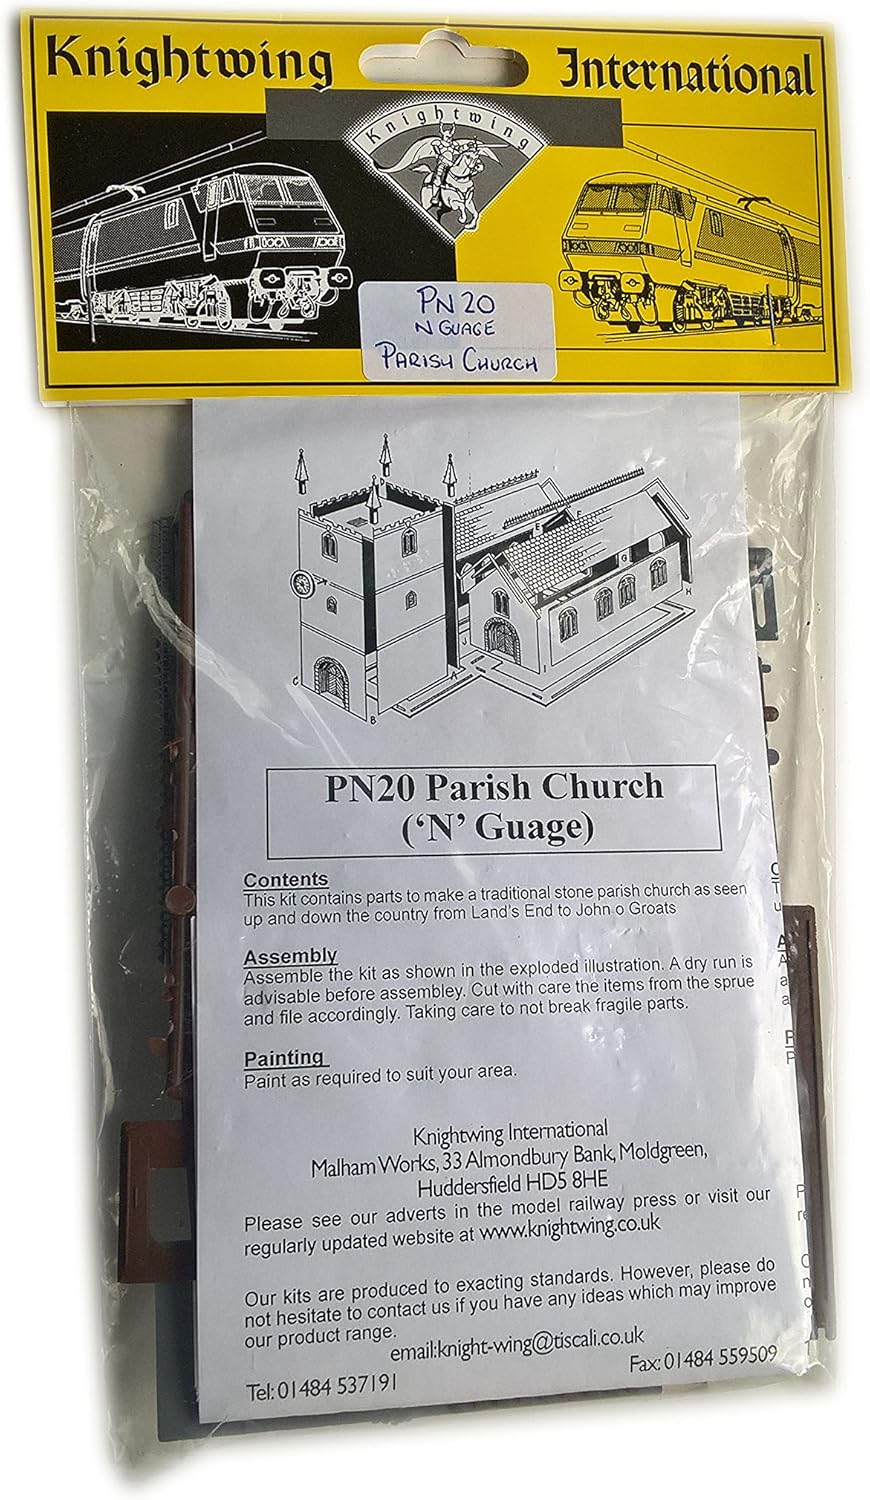 Knightwing International
Knightwing
PN 20
N GUAGE
PARISH CHURCH
D
E
F
G
H
J
I
A
C
B
PN20 Parish Church
(‘N’ Guage)
Contents
This kit contains parts to make a traditional stone parish church as seen
up and down the country from Land's End to John o Groats
Assembly
Assemble the kit as shown in the exploded illustration. A dry run is
advisable before assembley. Cut with care the items from the sprue
and file accordingly. Taking care to not break fragile parts.
Painting
Paint as required to suit your area.
Knightwing International
Malham Works, 33 Almondbury Bank, Moldgreen,
Huddersfield HD5 8HE
Please see our adverts in the model railway press or visit our
regularly updated website at www.knightwing.co.uk
Our kits are produced to exacting standards. However, please do
not hesitate to contact us if you have any ideas which may improve
our product range.
email:knight-wing@tiscali.co.uk
Tel: 01484 537191
Fax: 01484 559509